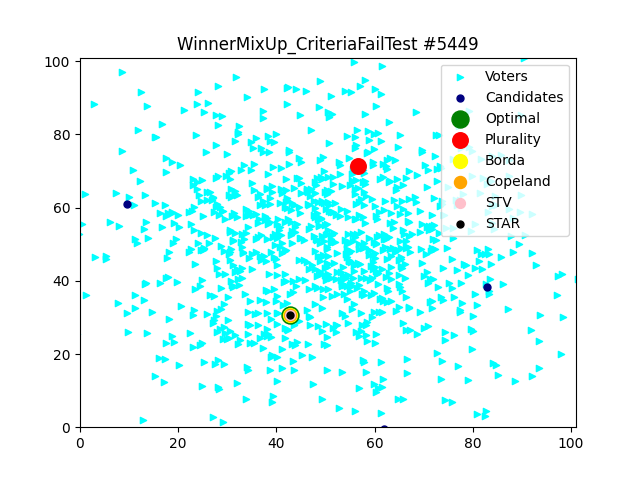 WinnerMixUp_CriteriaFailTest #5449
100
80
60
40
20
0
0 20 40 60 80 100
Voters
Candidates
Optimal
Plurality
Borda
Copeland
STV
STAR